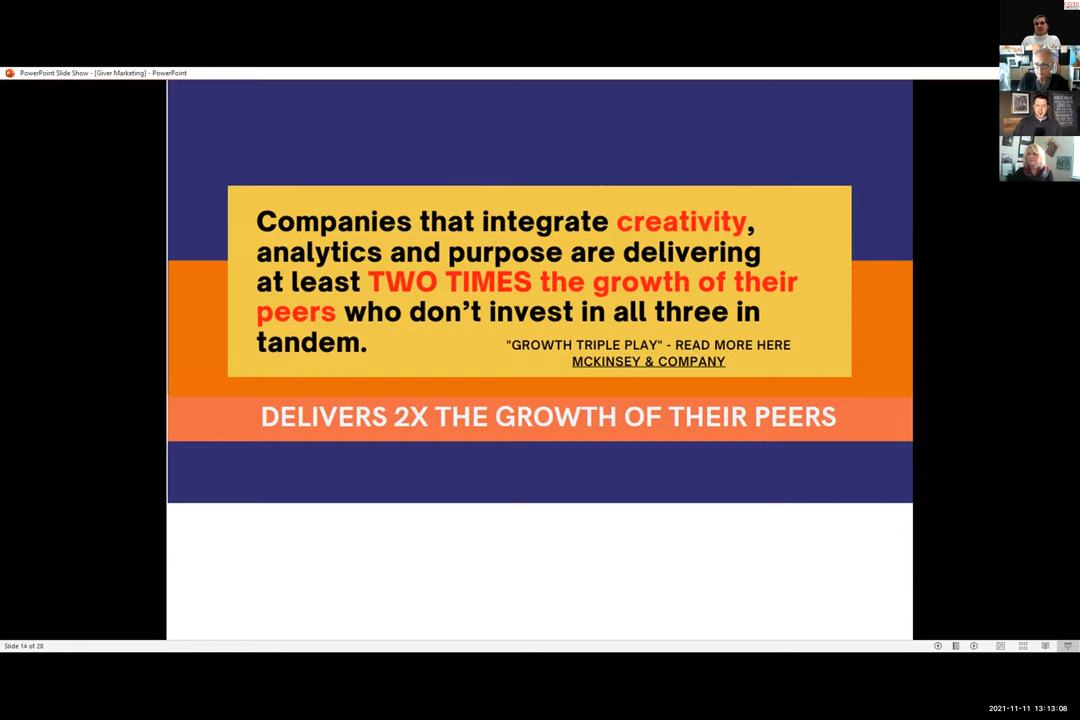 PowerPoint Slide Show - [Giver Marketing] - PowerPoint
GIVER
Companies that integrate creativity,
analytics and purpose are delivering
at least TWO TIMES the growth of their
peers who don’t invest in all three in
tandem.
"GROWTH TRIPLE PLAY" - READ MORE HERE
MCKINSEY & COMPANY
DELIVERS 2X THE GROWTH OF THEIR PEERS
Slide 14 of 28
2021-11-11 13:13:08